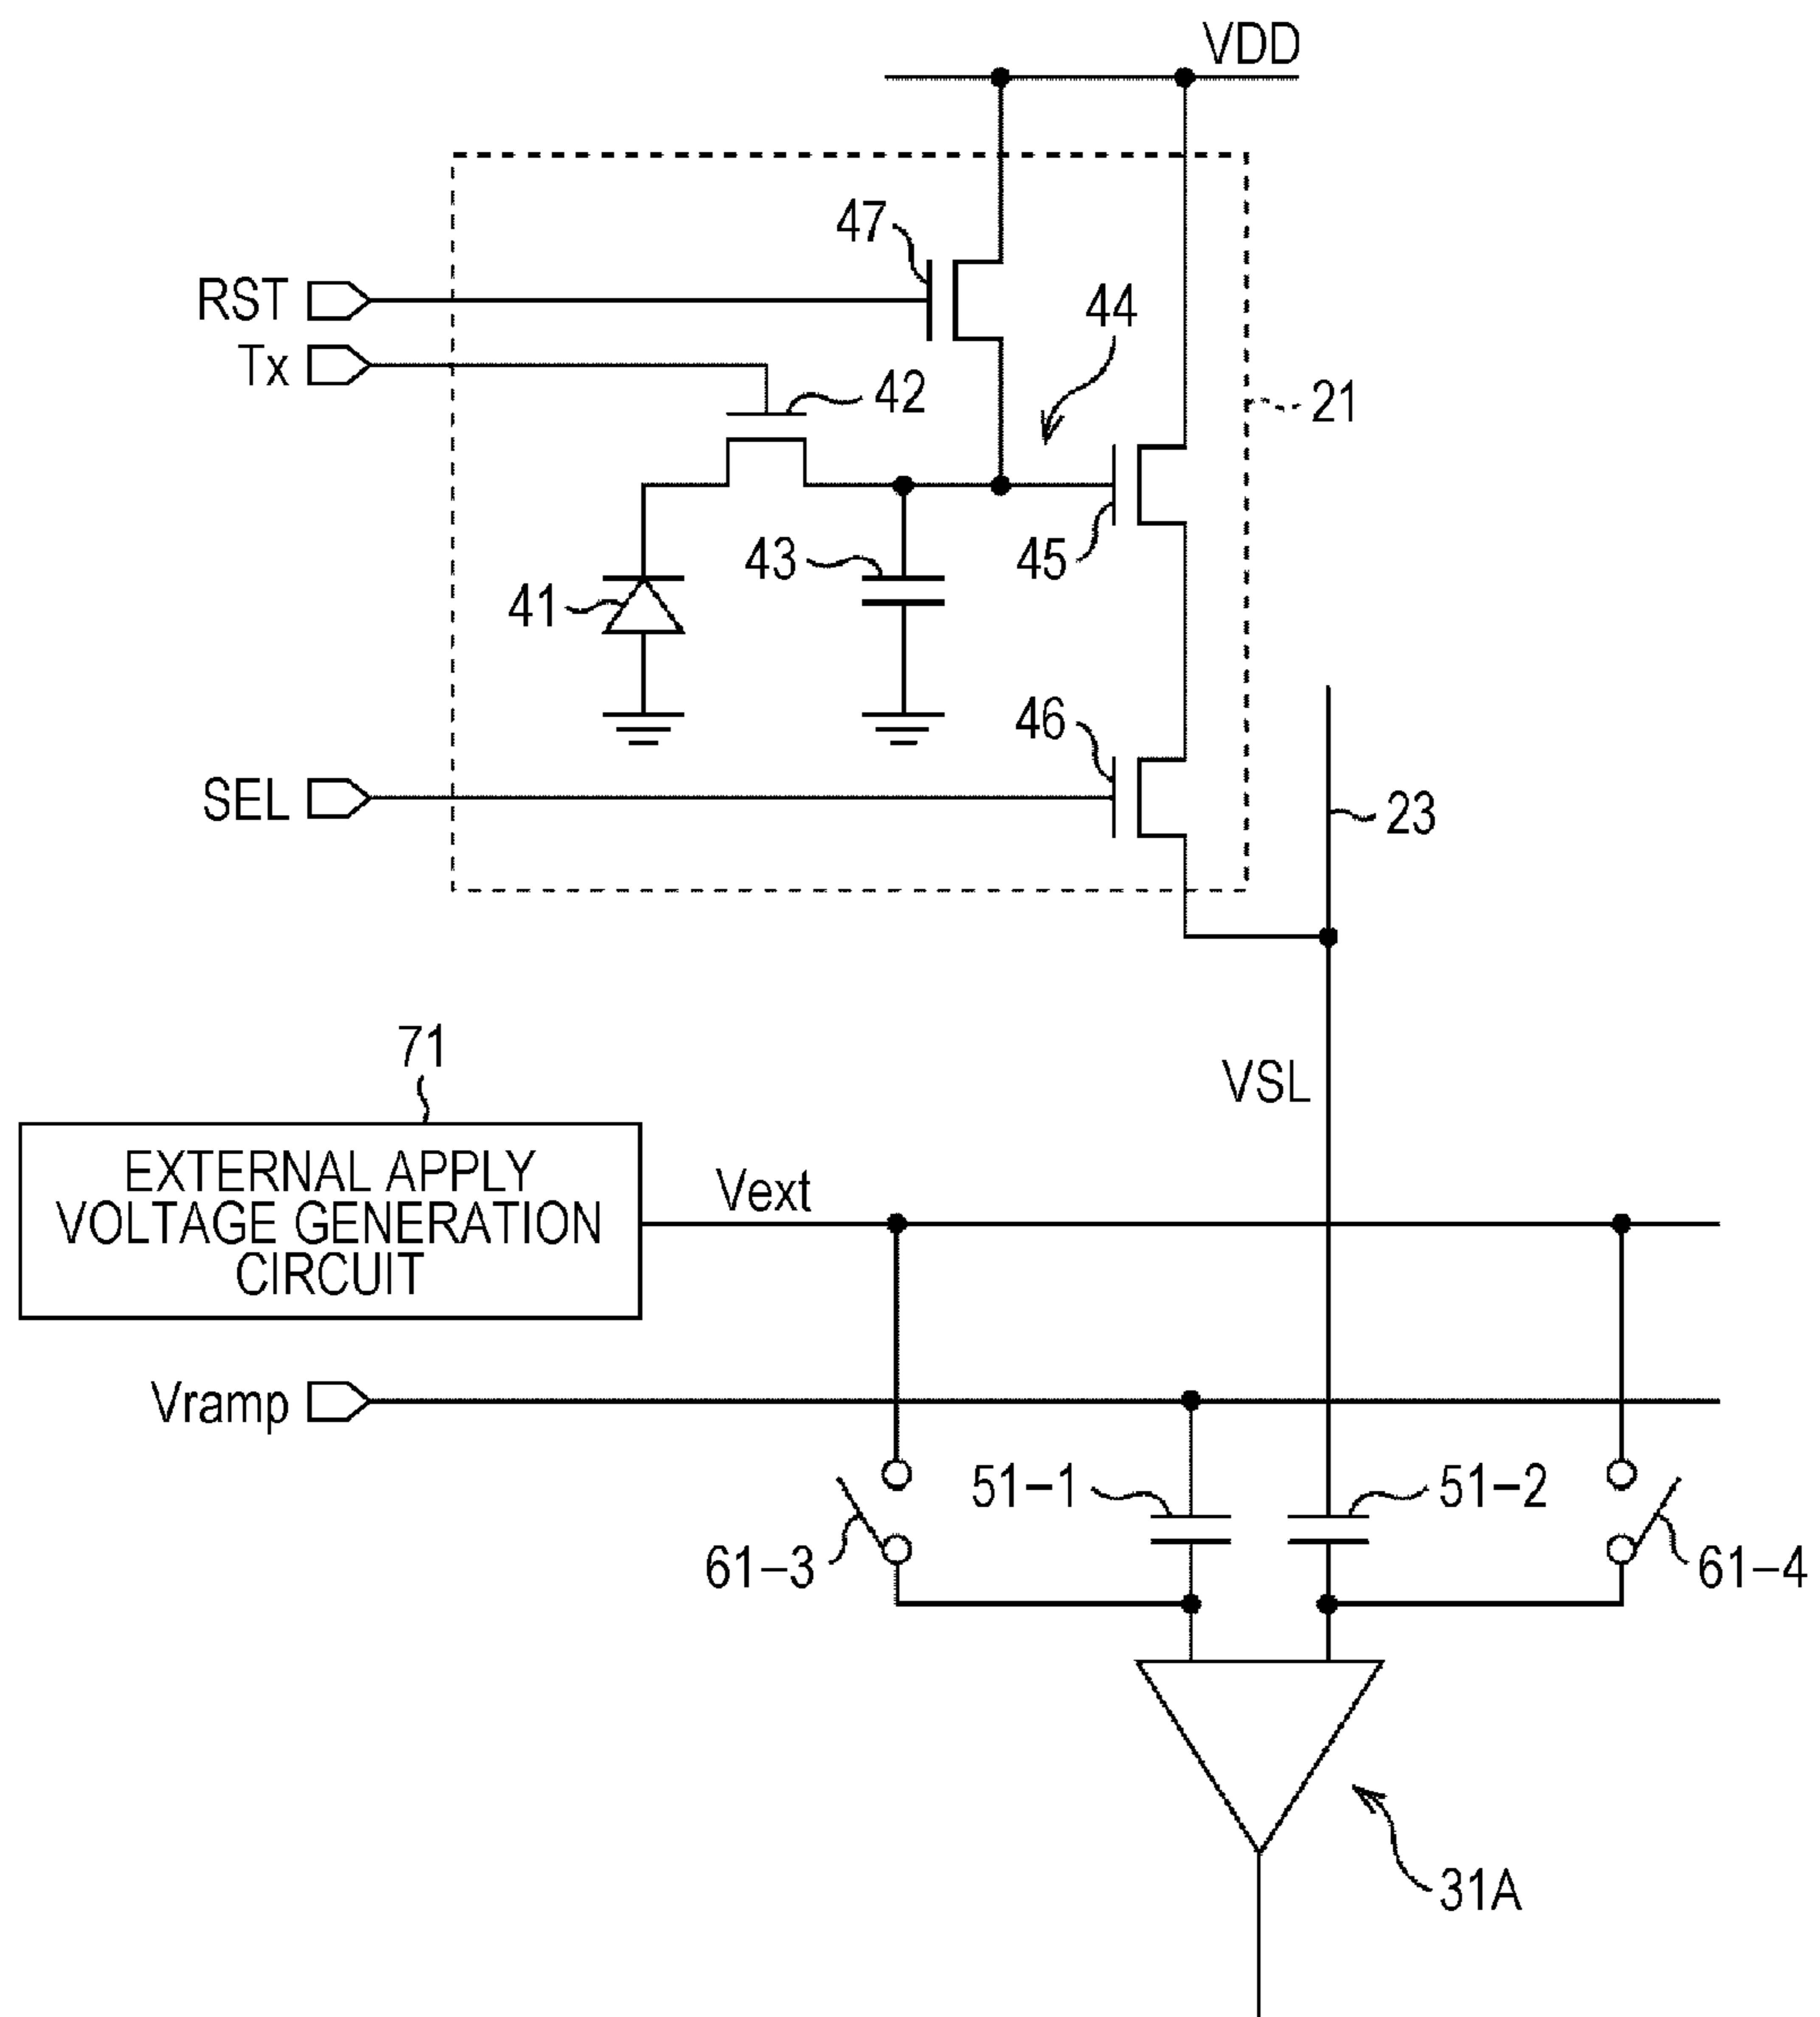 VDD
47
RST
44
Tx
42
21
43
45
41
46
SEL
23
71
VSL
EXTERNAL APPLY
VOLTAGE GENERATION
CIRCUIT
Vext
Vramp
51-1
51-2
61-3
61-4
31A